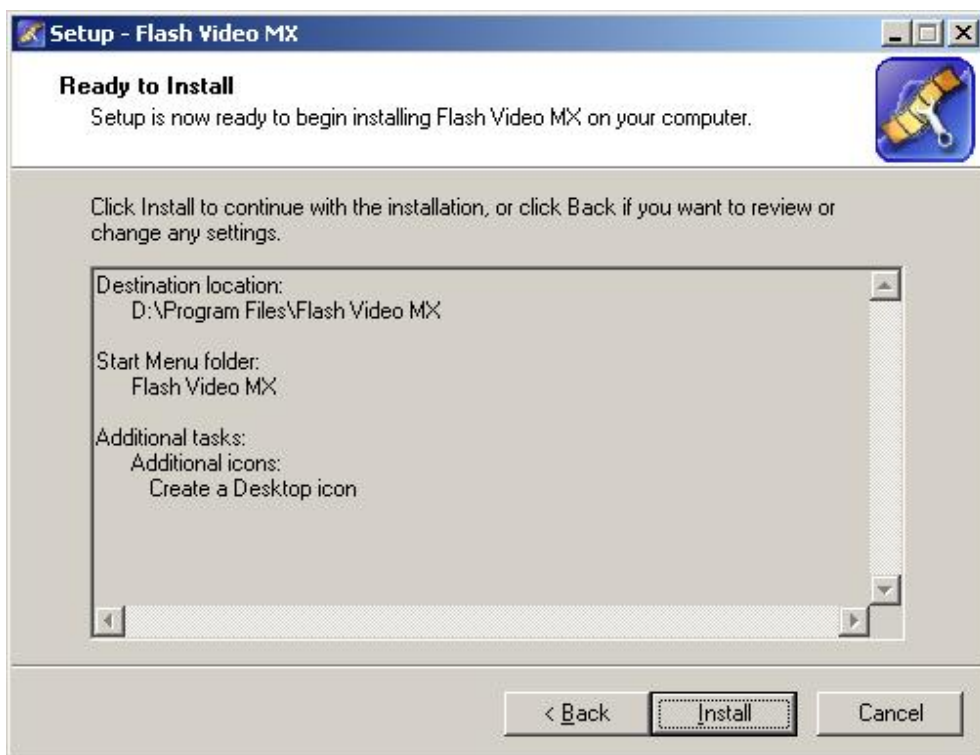 Setup - Flash Video MX
Ready to Install
Setup is now ready to begin installing Flash Video MX on your computer.
Click Install to continue with the installation, or click Back if you want to review or
change any settings.
Destination location:
D:\Program Files\Flash Video MX
Start Menu folder:
Flash Video MX
Additional tasks:
Additional icons:
Create a Desktop icon
< Back
Install
Cancel